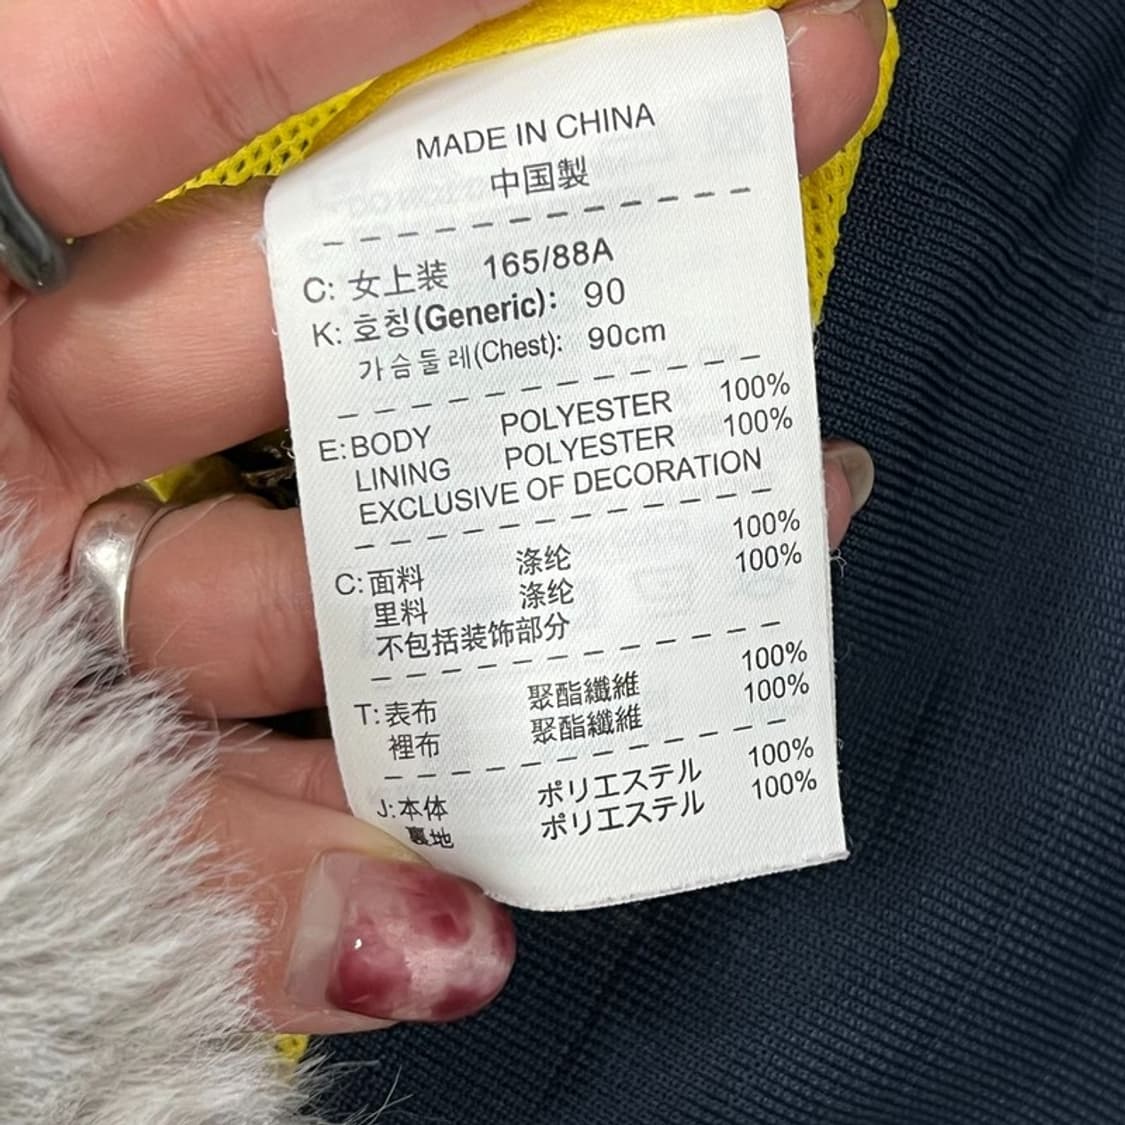 MADE IN CHINA
中国製
C: 女上装 165/88A
K: 호칭(Generic): 90
가슴둘레(Chest): 90cm
E: BODY POLYESTER 100%
LINING POLYESTER 100%
EXCLUSIVE OF DECORATION
C: 面料 涤纶 100%
里料 涤纶 100%
不包括装饰部分
T: 表布 聚酯纖維 100%
裡布 聚酯纖維 100%
J: 本体 ポリエステル 100%
裏地 ポリエステル 100%